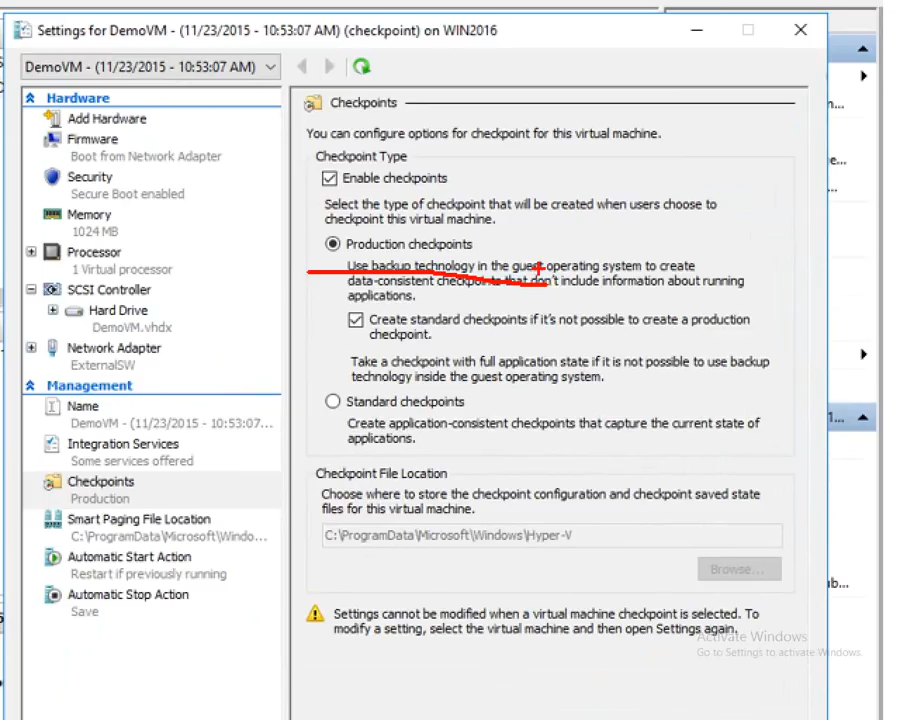 Settings for DemoVM - (11/23/2015 - 10:53:07 AM) (checkpoint) on WIN2016
DemoVM - (11/23/2015 - 10:53:07 AM)
Hardware
Add Hardware
Firmware
Boot from Network Adapter
Security
Secure Boot enabled
Memory
1024 MB
Processor
1 Virtual processor
SCSI Controller
Hard Drive
DemoVM.vhdx
Network Adapter
ExternalSW
Management
Name
DemoVM - (11/23/2015 - 10:53:07...
Integration Services
Some services offered
Checkpoints
Production
Smart Paging File Location
C:\ProgramData\Microsoft\Windo...
Automatic Start Action
Restart if previously running
Automatic Stop Action
Save
Checkpoints
You can configure options for checkpoint for this virtual machine.
Checkpoint Type
Enable checkpoints
Select the type of checkpoint that will be created when users choose to
checkpoint this virtual machine.
Production checkpoints
Use backup technology in the guest operating system to create
data-consistent checkpoints that don't include information about running
applications.
Create standard checkpoints if it's not possible to create a production
checkpoint.
Take a checkpoint with full application state if it is not possible to use backup
technology inside the guest operating system.
Standard checkpoints
Create application-consistent checkpoints that capture the current state of
applications.
Checkpoint File Location
Choose where to store the checkpoint configuration and checkpoint saved state
files for this virtual machine.
C:\ProgramData\Microsoft\Windows\Hyper-V
Browse...
Settings cannot be modified when a virtual machine checkpoint is selected. To
modify a setting, select the virtual machine and then open Settings again.
Activate Windows
Go to Settings to activate Windows.